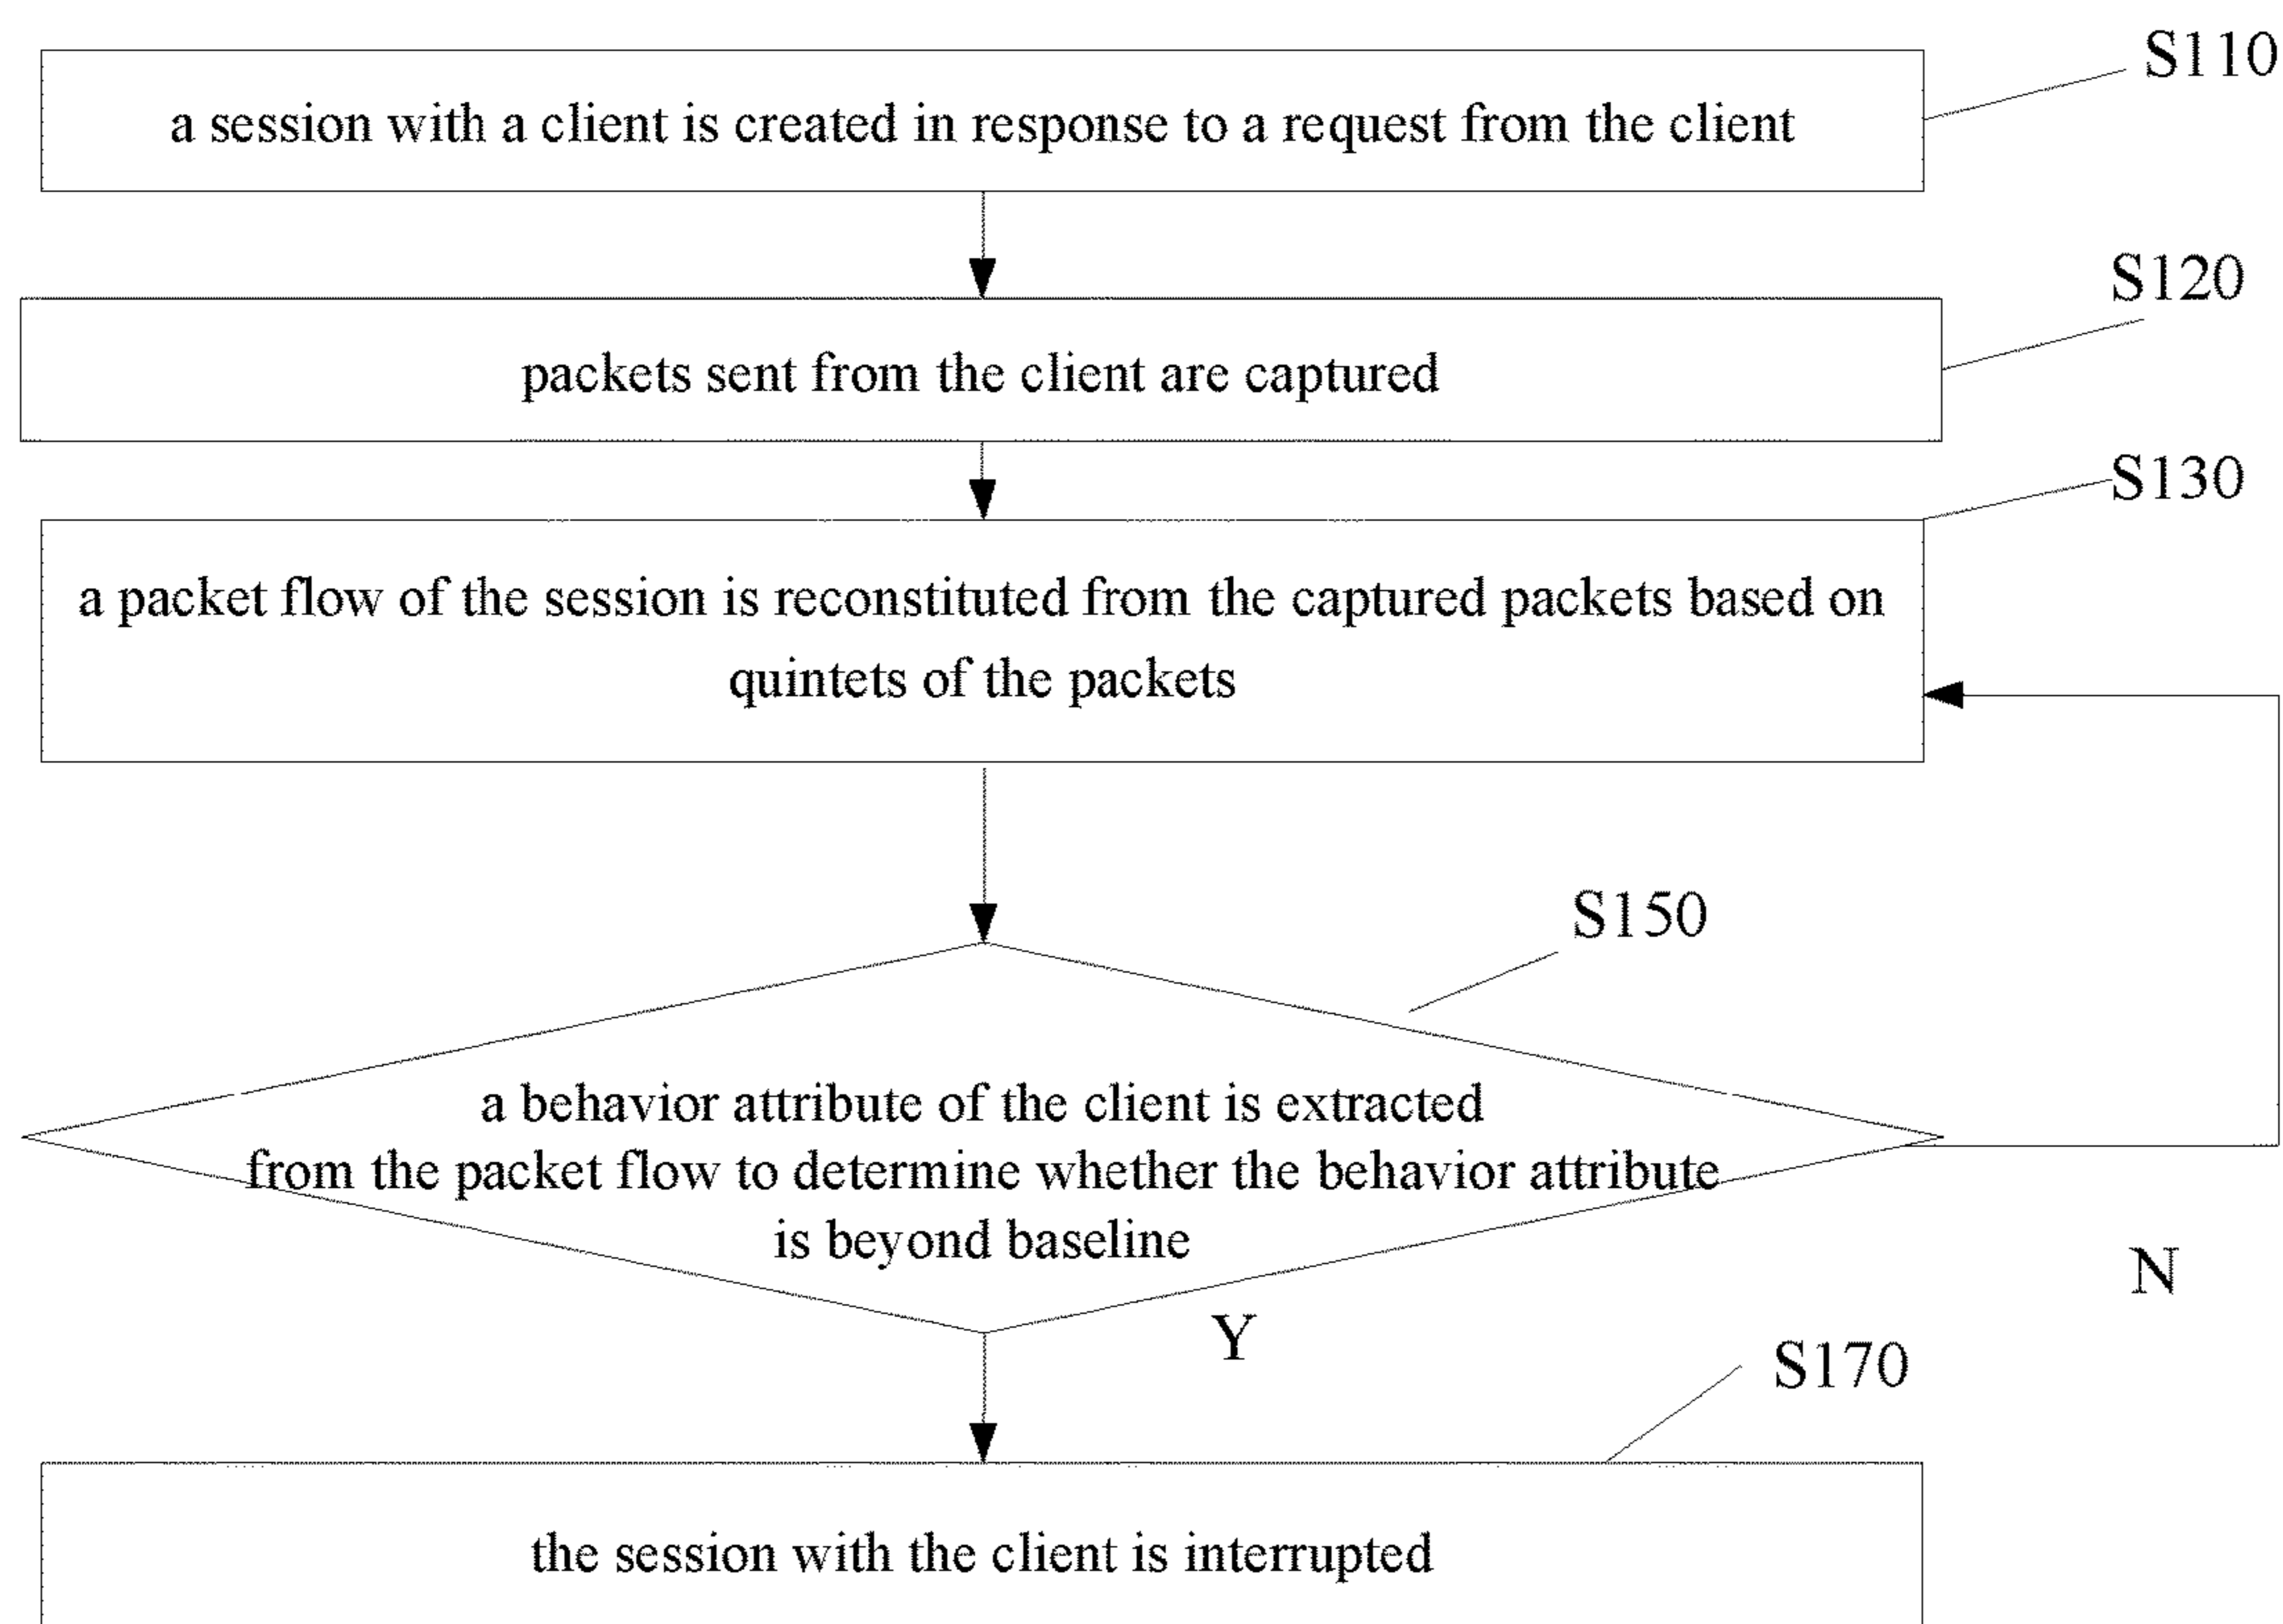 S110
a session with a client is created in response to a request from the client
S120
packets sent from the client are captured
S130
a packet flow of the session is reconstituted from the captured packets based on
quintets of the packets
S150
a behavior attribute of the client is extracted
from the packet flow to determine whether the behavior attribute
is beyond baseline
N
Y
S170
the session with the client is interrupted